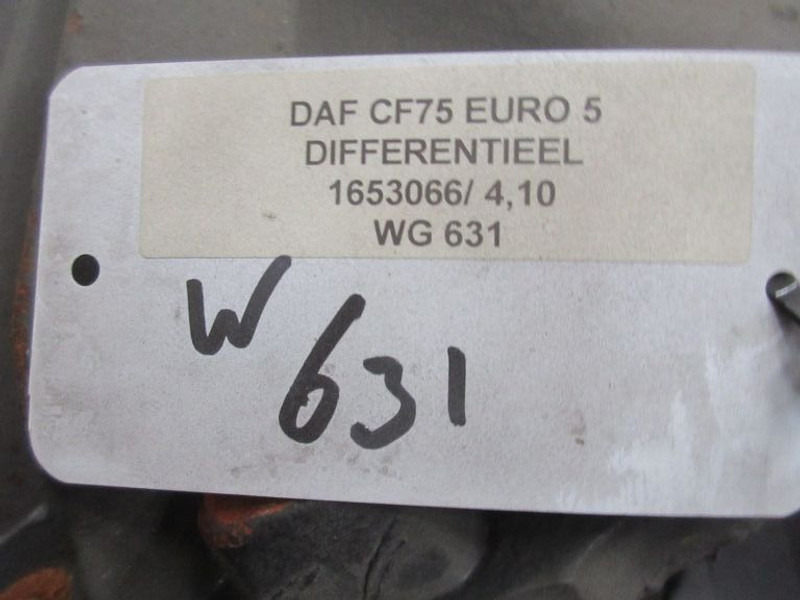 DAF CF75 EURO 5
DIFFERENTIEEL
1653066/ 4,10
WG 631
W
631